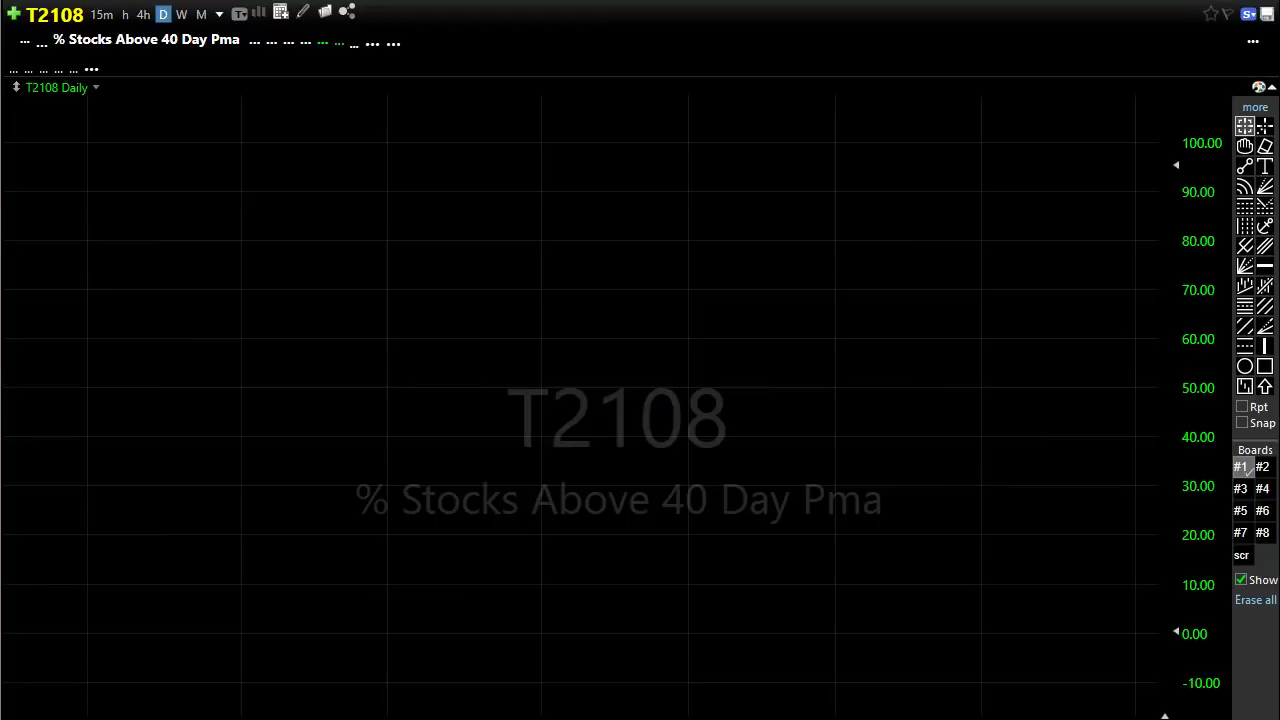 T2108 15m h 4h D W M T S
... ... % Stocks Above 40 Day Pma ... ... ... ... ... ... ... ... ... ...
... ... ... ... ... ...
T2108 Daily
more
100.00
90.00
80.00
70.00
60.00
50.00
40.00
30.00
20.00
10.00
0.00
-10.00
T2108
% Stocks Above 40 Day Pma
T
Rpt
Snap
Boards
#1 #2
#3 #4
#5 #6
#7 #8
scr
Show
Erase all